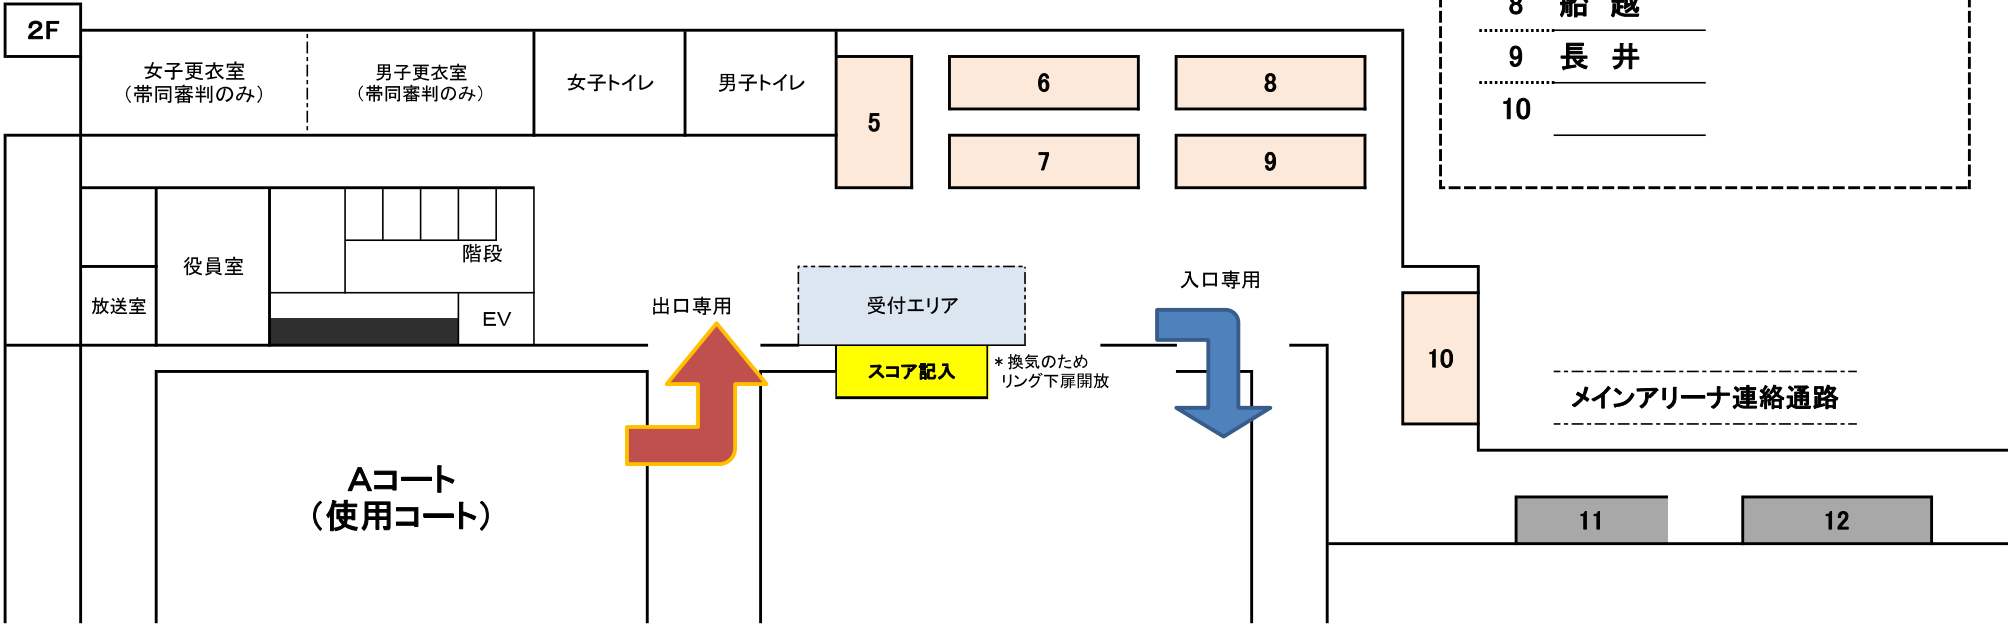 2F
女子更衣室
（帯同審判のみ）
男子更衣室
（帯同審判のみ）
女子トイレ
男子トイレ
5
6
8
7
9
8 船 越
9 長 井
10
役員室
放送室
階段
EV
出口専用
受付エリア
入口専用
スコア記入
＊換気のため
リング下扉開放
10
メインアリーナ連絡通路
Aコート
（使用コート）
11
12